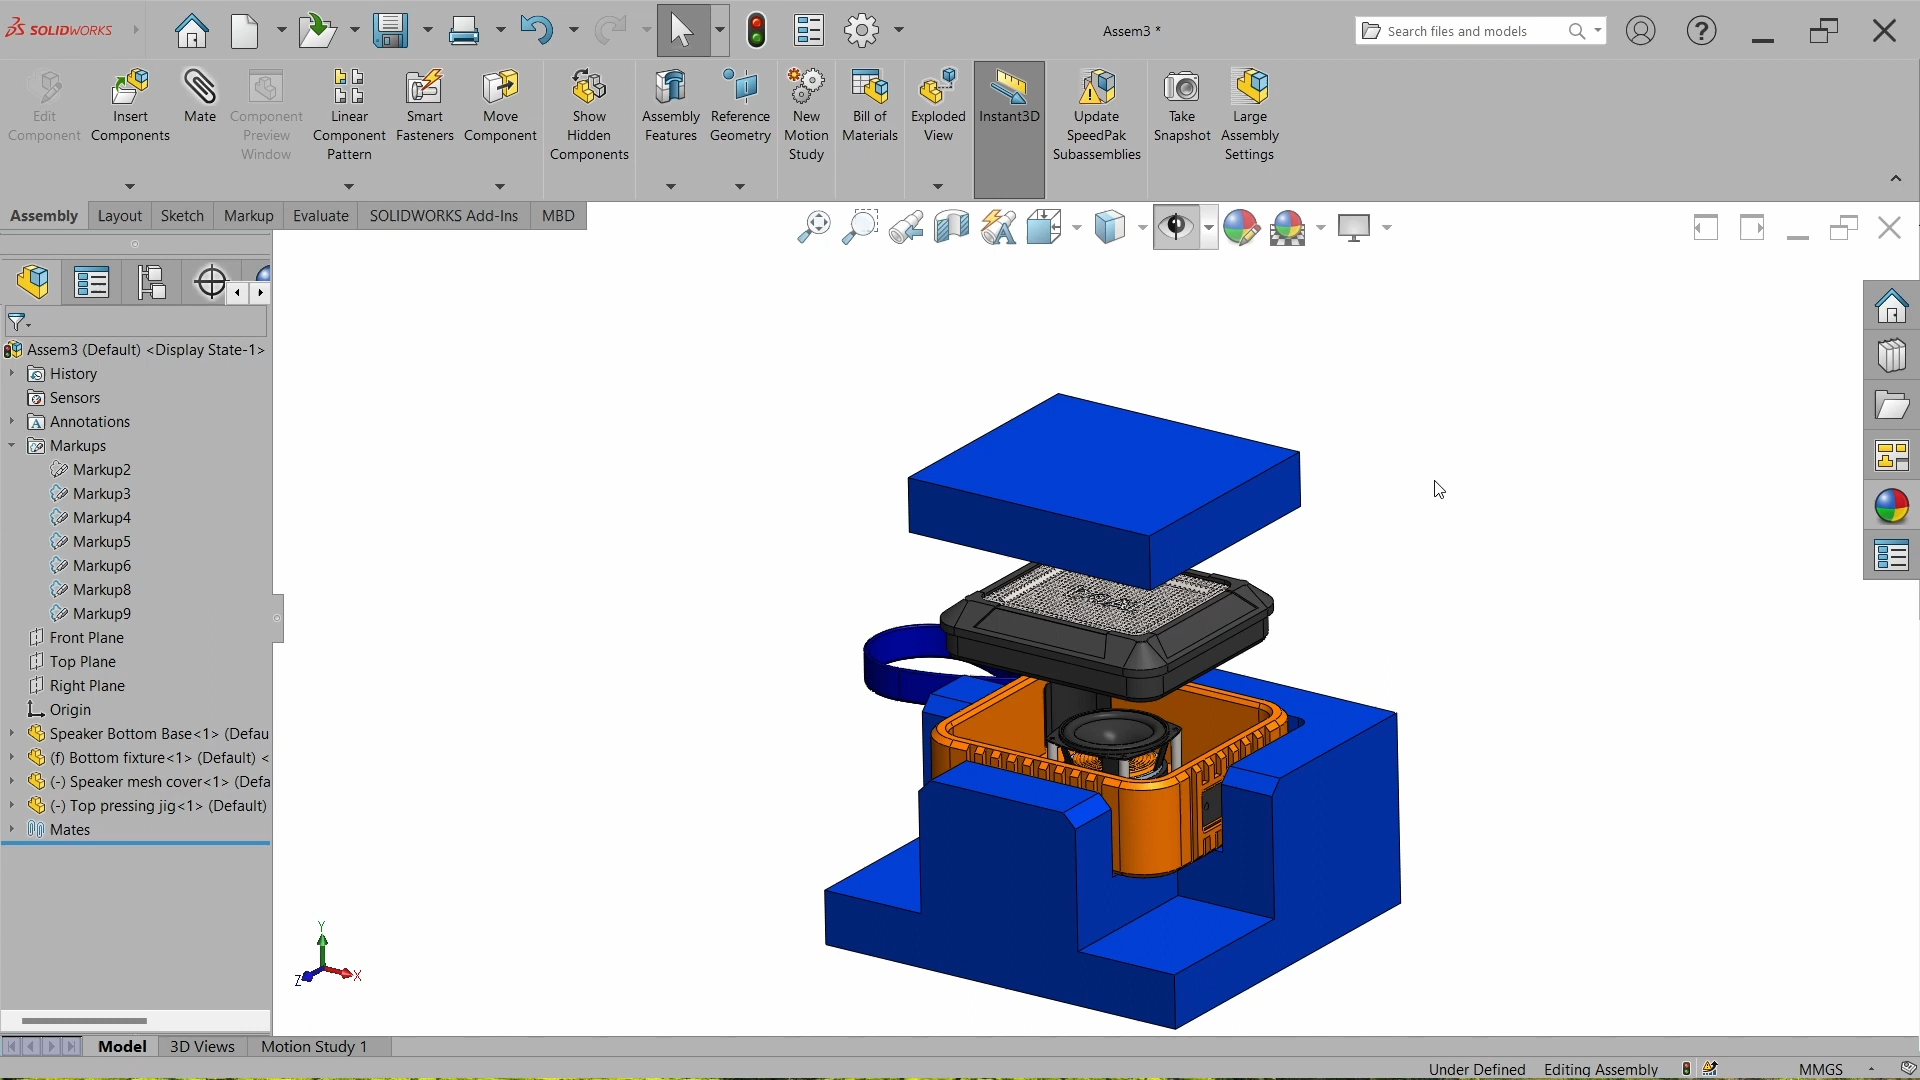 SOLIDWORKS
Assem3 *
Search files and models
Edit
Component
Insert
Components
Mate
Component
Preview
Window
Linear
Component
Pattern
Smart
Fasteners
Move
Component
Show
Hidden
Components
Assembly
Features
Reference
Geometry
New
Motion
Study
Bill of
Materials
Exploded
View
Instant3D
Update
SpeedPak
Subassemblies
Take
Snapshot
Large
Assembly
Settings
Assembly Layout Sketch Markup Evaluate SOLIDWORKS Add-Ins MBD
Assem3 (Default) <Display State-1>
History
Sensors
Annotations
Markups
Markup2
Markup3
Markup4
Markup5
Markup6
Markup8
Markup9
Front Plane
Top Plane
Right Plane
Origin
Speaker Bottom Base<1> (Defau
(f) Bottom fixture<1> (Default) <
(-) Speaker mesh cover<1> (Defa
(-) Top pressing jig<1> (Default)
Mates
Y
Z
X
Model 3D Views Motion Study 1
Under Defined Editing Assembly MMGS